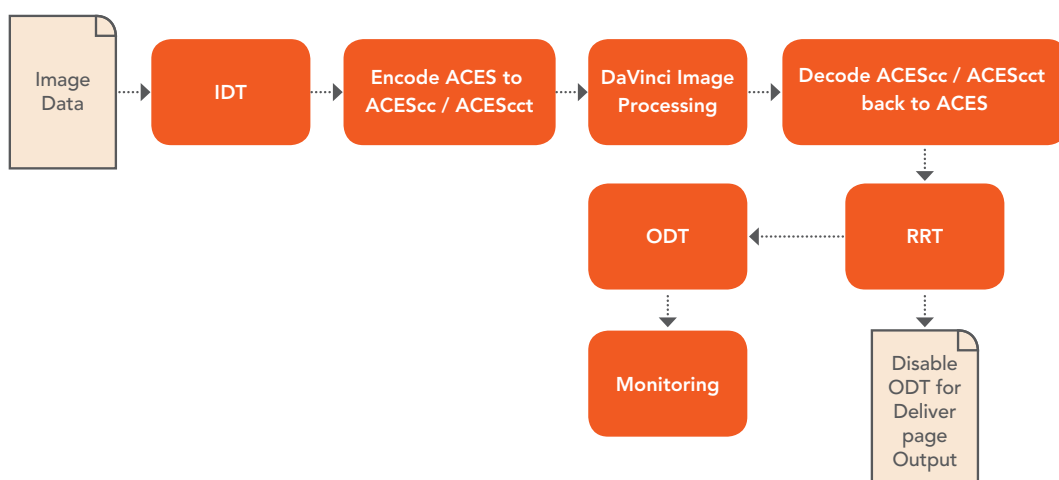 Image
Data
IDT
Encode ACES to
ACEScc / ACEScct
DaVinci Image
Processing
Decode ACEScc / ACEScct
back to ACES
ODT
RRT
Monitoring
Disable
ODT for
Deliver
page
Output